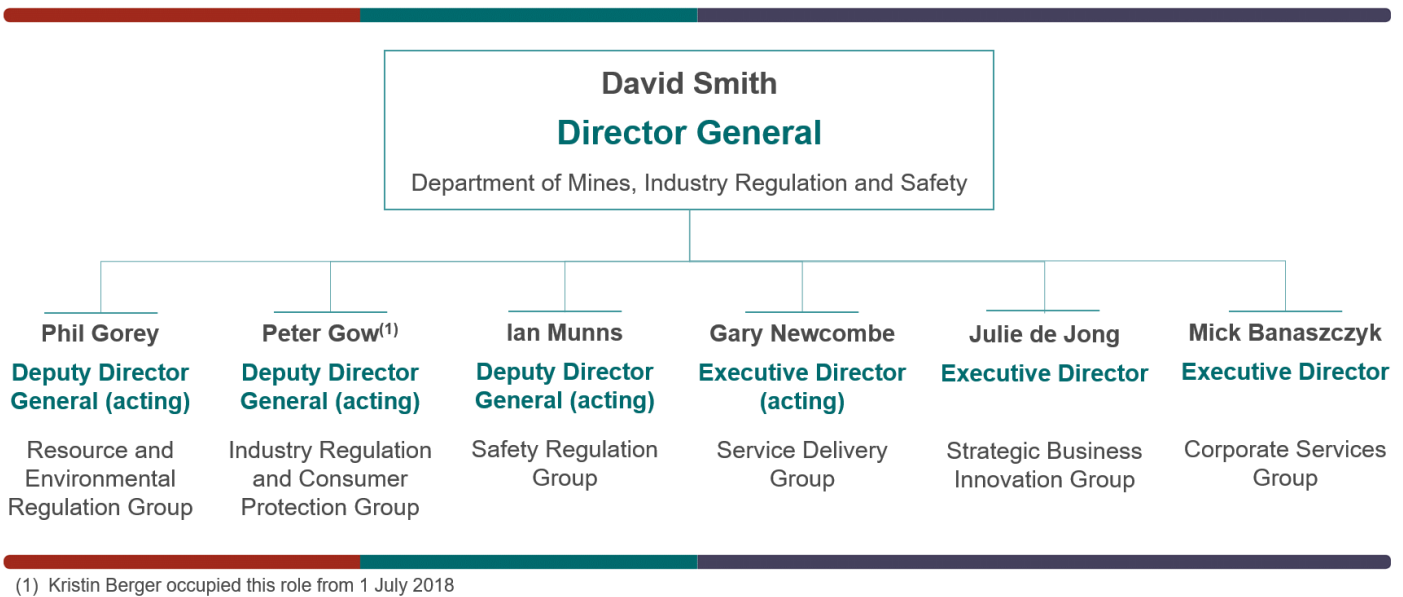 David Smith
Director General
Department of Mines, Industry Regulation and Safety
Phil Gorey
Deputy Director
General (acting)
Resource and
Environmental
Regulation Group
Peter Gow(1)
Deputy Director
General (acting)
Industry Regulation
and Consumer
Protection Group
Ian Munns
Deputy Director
General (acting)
Safety Regulation
Group
Gary Newcombe
Executive Director
(acting)
Service Delivery
Group
Julie de Jong
Executive Director
Strategic Business
Innovation Group
Mick Banaszczyk
Executive Director
Corporate Services
Group
(1) Kristin Berger occupied this role from 1 July 2018